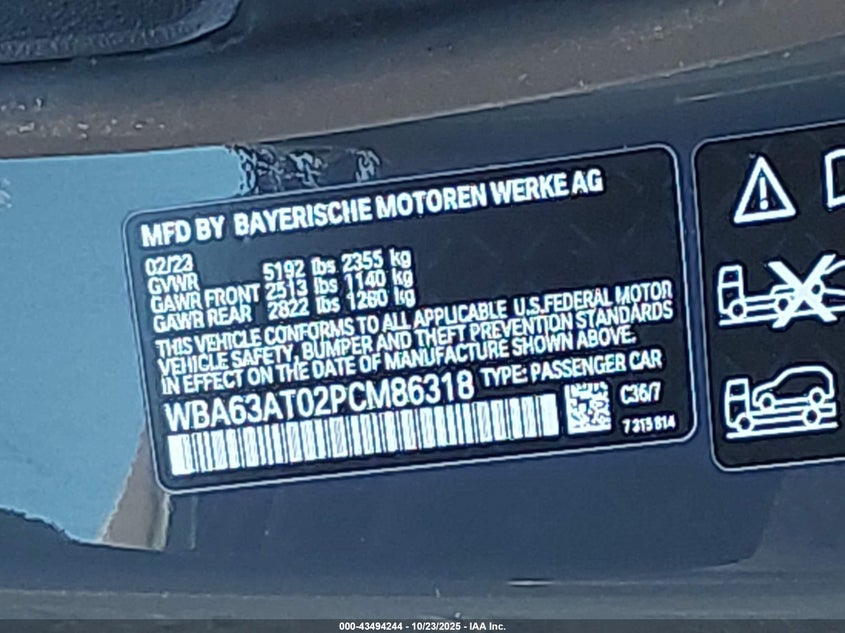 MFD BY BAYERISCHE MOTOREN WERKE AG
02/23
GVWR 5192 lbs 2355 kg
GAWR FRONT 2513 lbs 1140 kg
GAWR REAR 2822 lbs 1280 kg
THIS VEHICLE CONFORMS TO ALL APPLICABLE U.S.FEDERAL MOTOR
VEHICLE SAFETY, BUMPER AND THEFT PREVENTION STANDARDS
IN EFFECT ON THE DATE OF MANUFACTURE SHOWN ABOVE.
WBA63AT02PCM86318 TYPE: PASSENGER CAR
C36/7
7 315 814
000-43494244 - 10/23/2025 - IAA Inc.